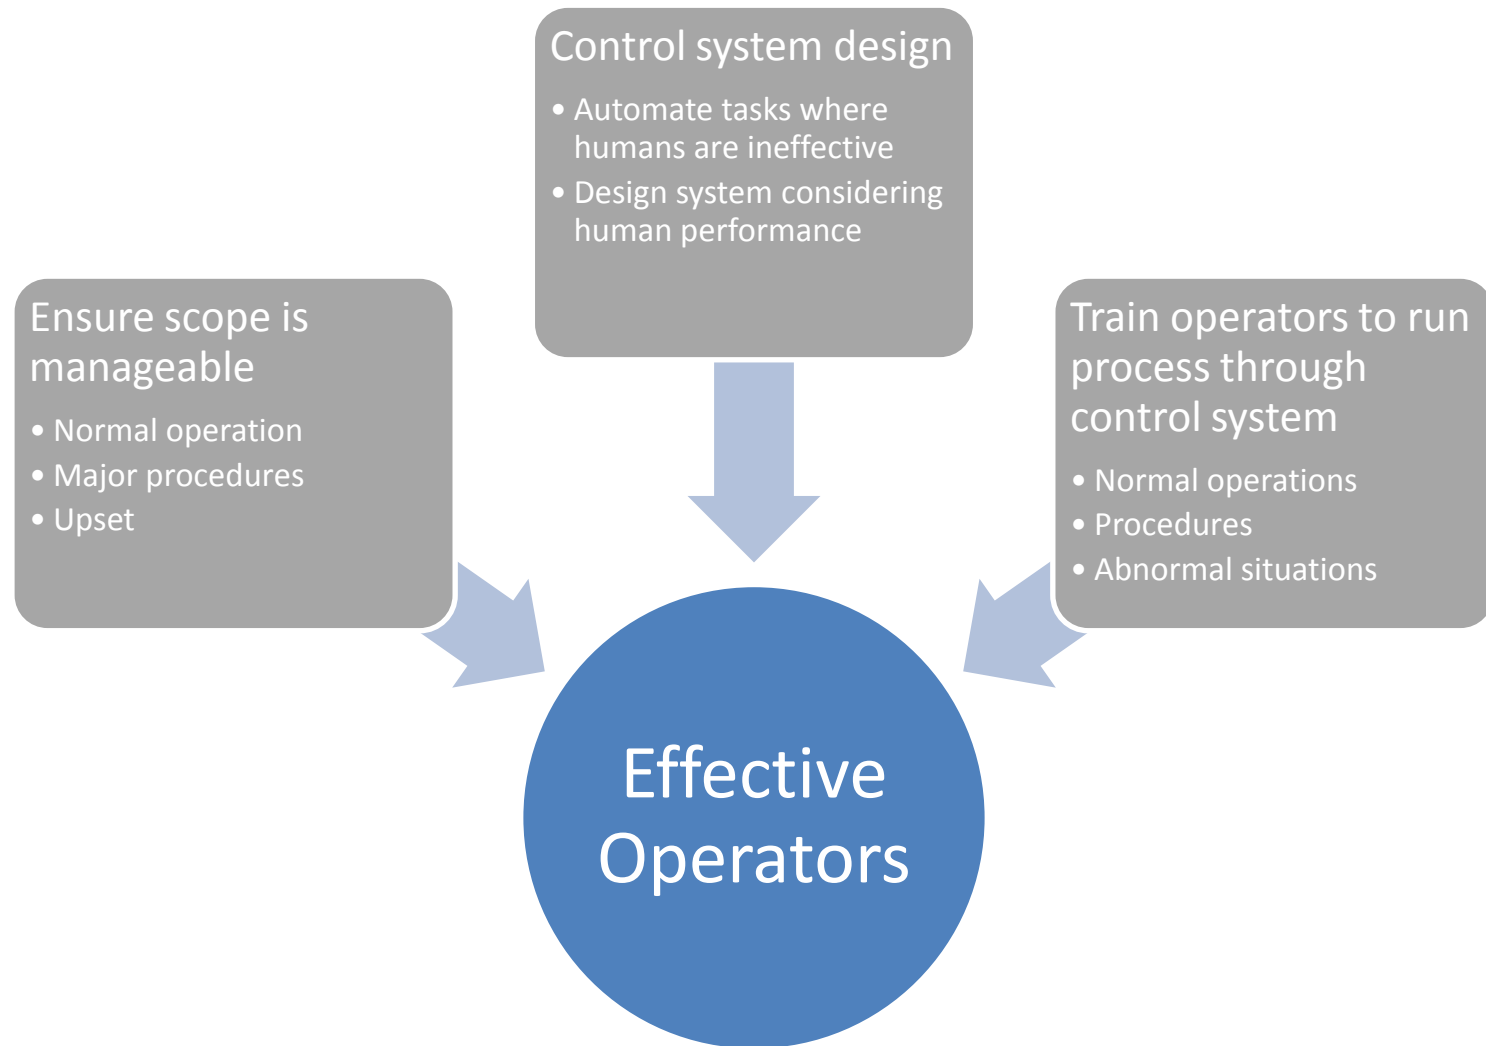 Control system design
• Automate tasks where
humans are ineffective
• Design system considering
human performance
Ensure scope is
manageable
• Normal operation
• Major procedures
• Upset
Train operators to run
process through
control system
• Normal operations
• Procedures
• Abnormal situations
Effective
Operators